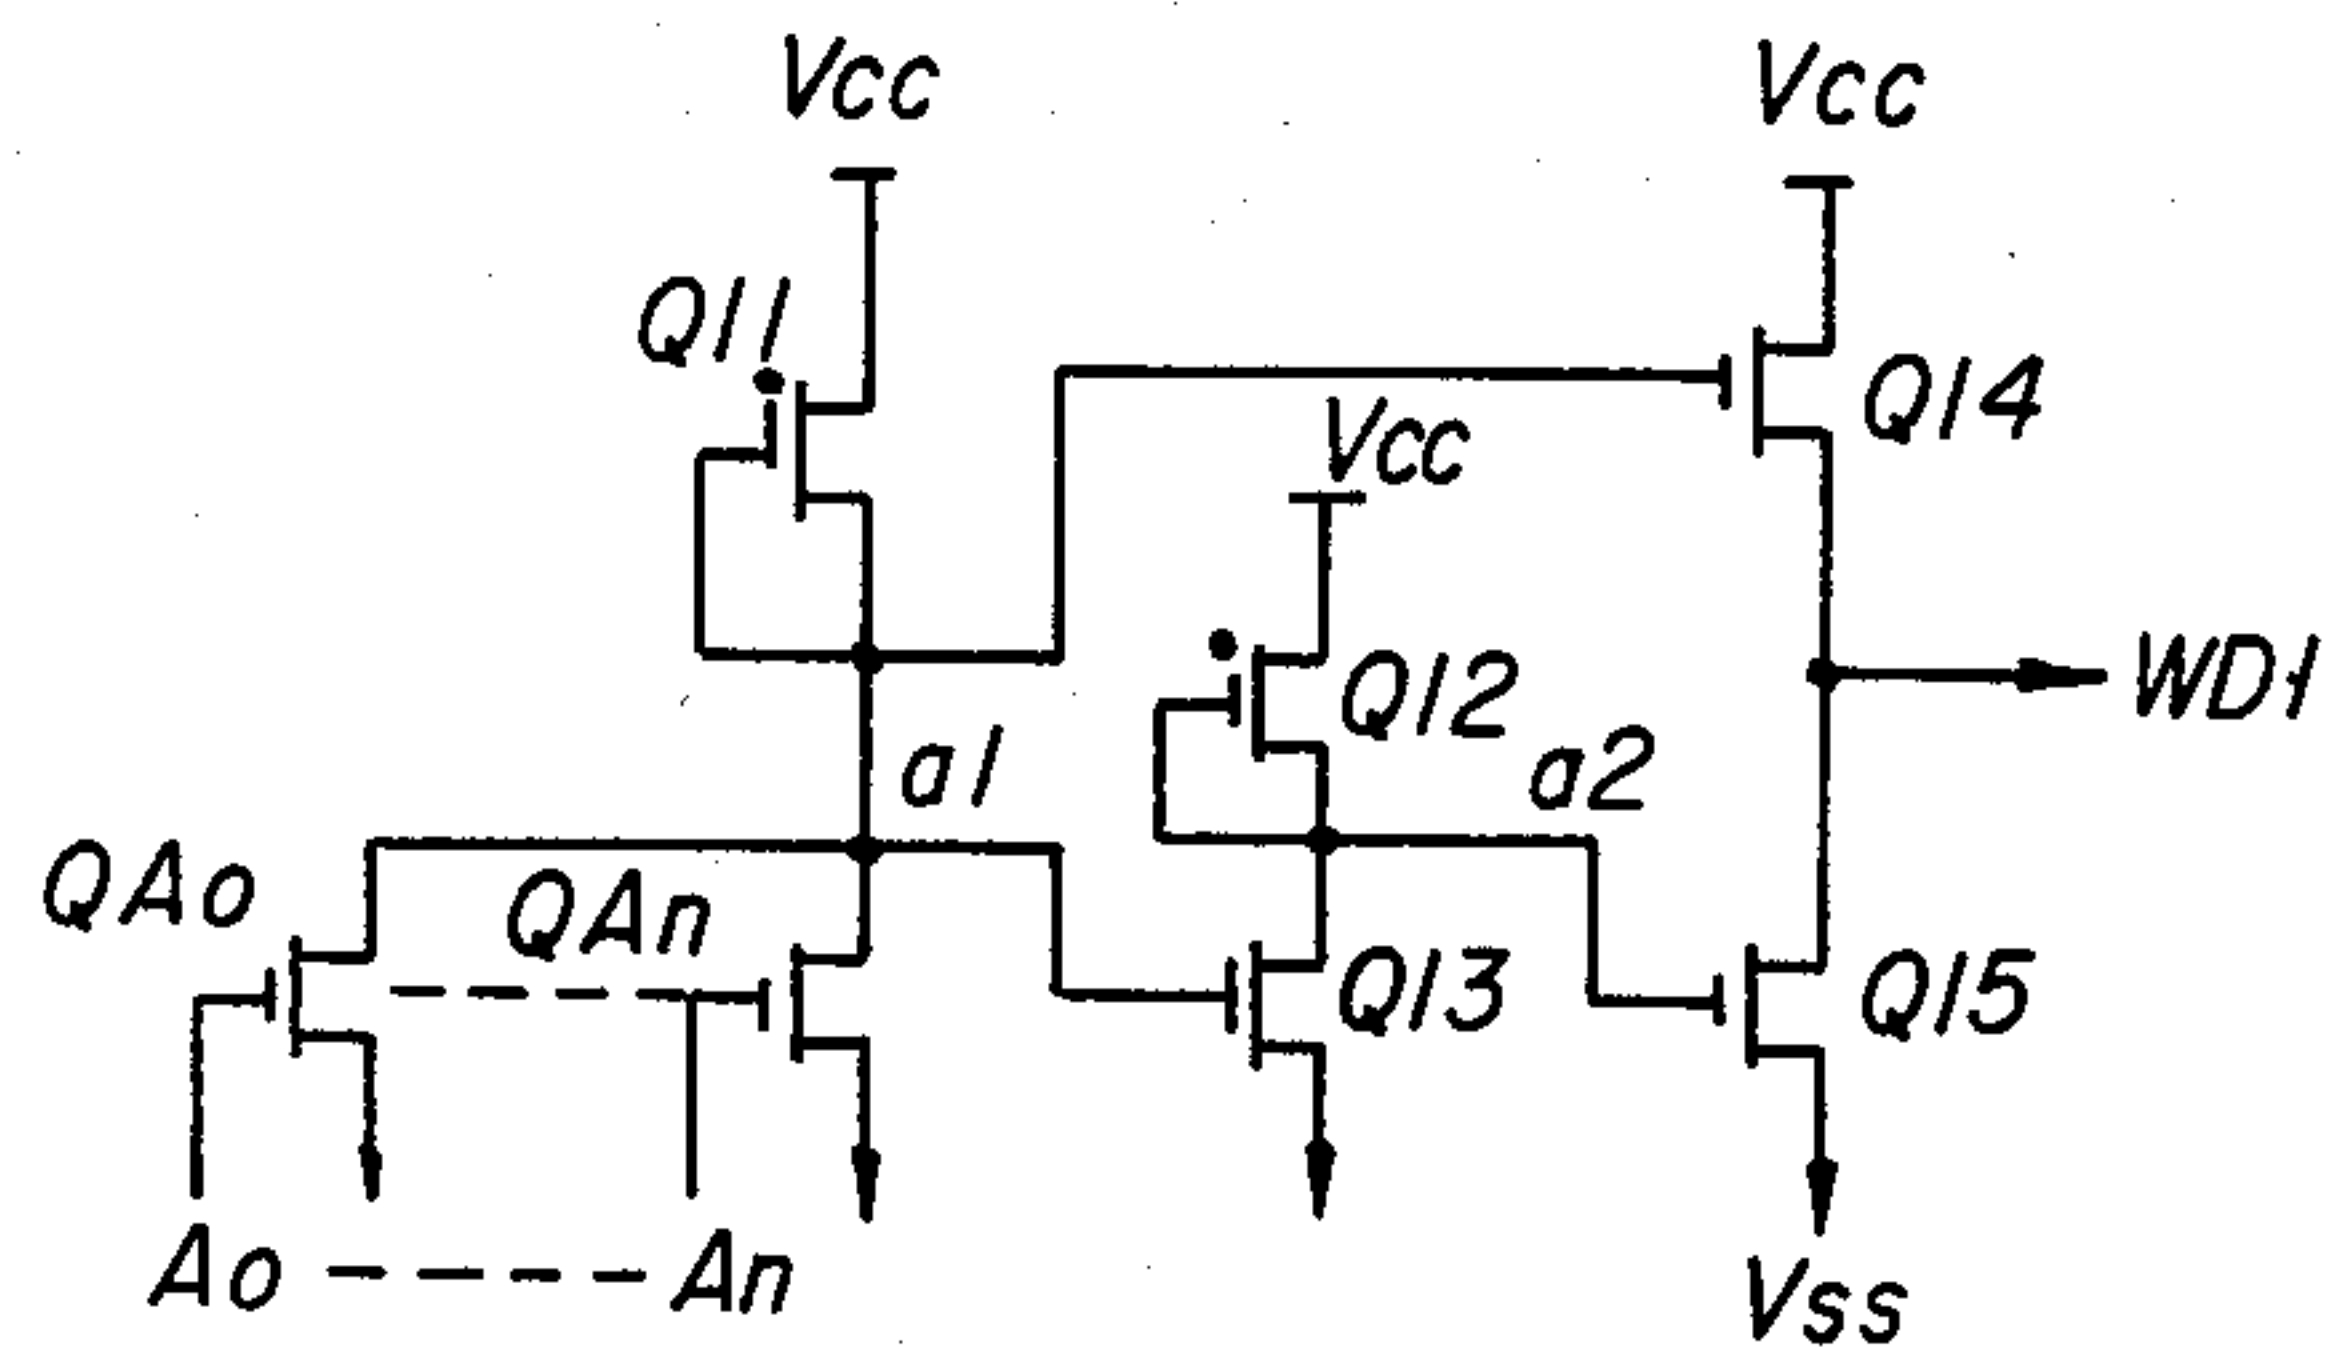 Vcc
Vcc
Q11
Q14
Vcc
Q12
WD1
a1
a2
QAo
QAn
Q13
Q15
Ao ---- An
Vss